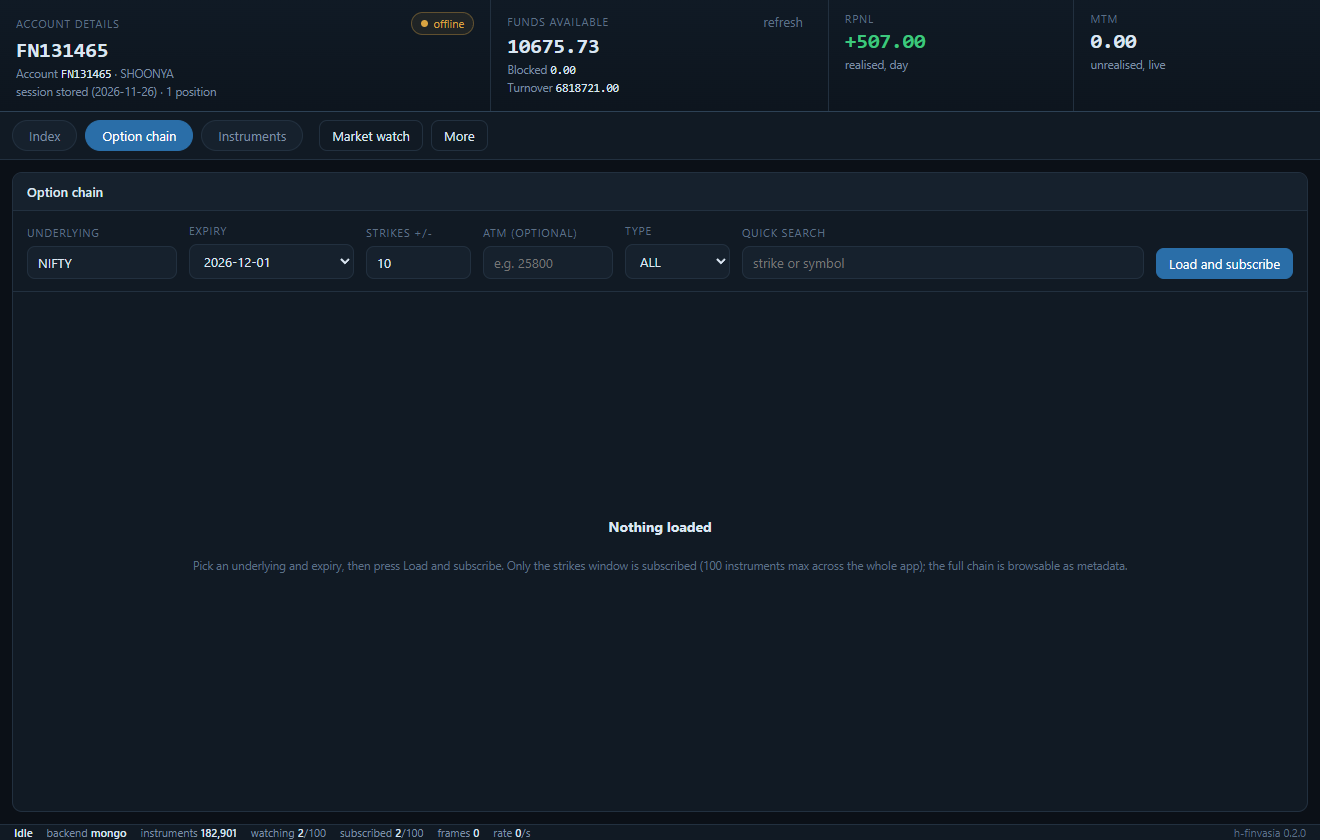 ACCOUNT DETAILS
offline
FN131465
Account FN131465 · SHOONYA
session stored (2026-11-26) · 1 position
FUNDS AVAILABLE
refresh
10675.73
Blocked 0.00
Turnover 6818721.00
RPNL
+507.00
realised, day
MTM
0.00
unrealised, live
Index
Option chain
Instruments
Market watch
More
Option chain
UNDERLYING
NIFTY
EXPIRY
2026-12-01
STRIKES +/-
10
ATM (OPTIONAL)
e.g. 25800
TYPE
ALL
QUICK SEARCH
strike or symbol
Load and subscribe
Nothing loaded
Pick an underlying and expiry, then press Load and subscribe. Only the strikes window is subscribed (100 instruments max across the whole app); the full chain is browsable as metadata.
Idle backend mongo instruments 182,901 watching 2/100 subscribed 2/100 frames 0 rate 0/s
h-finvasia 0.2.0